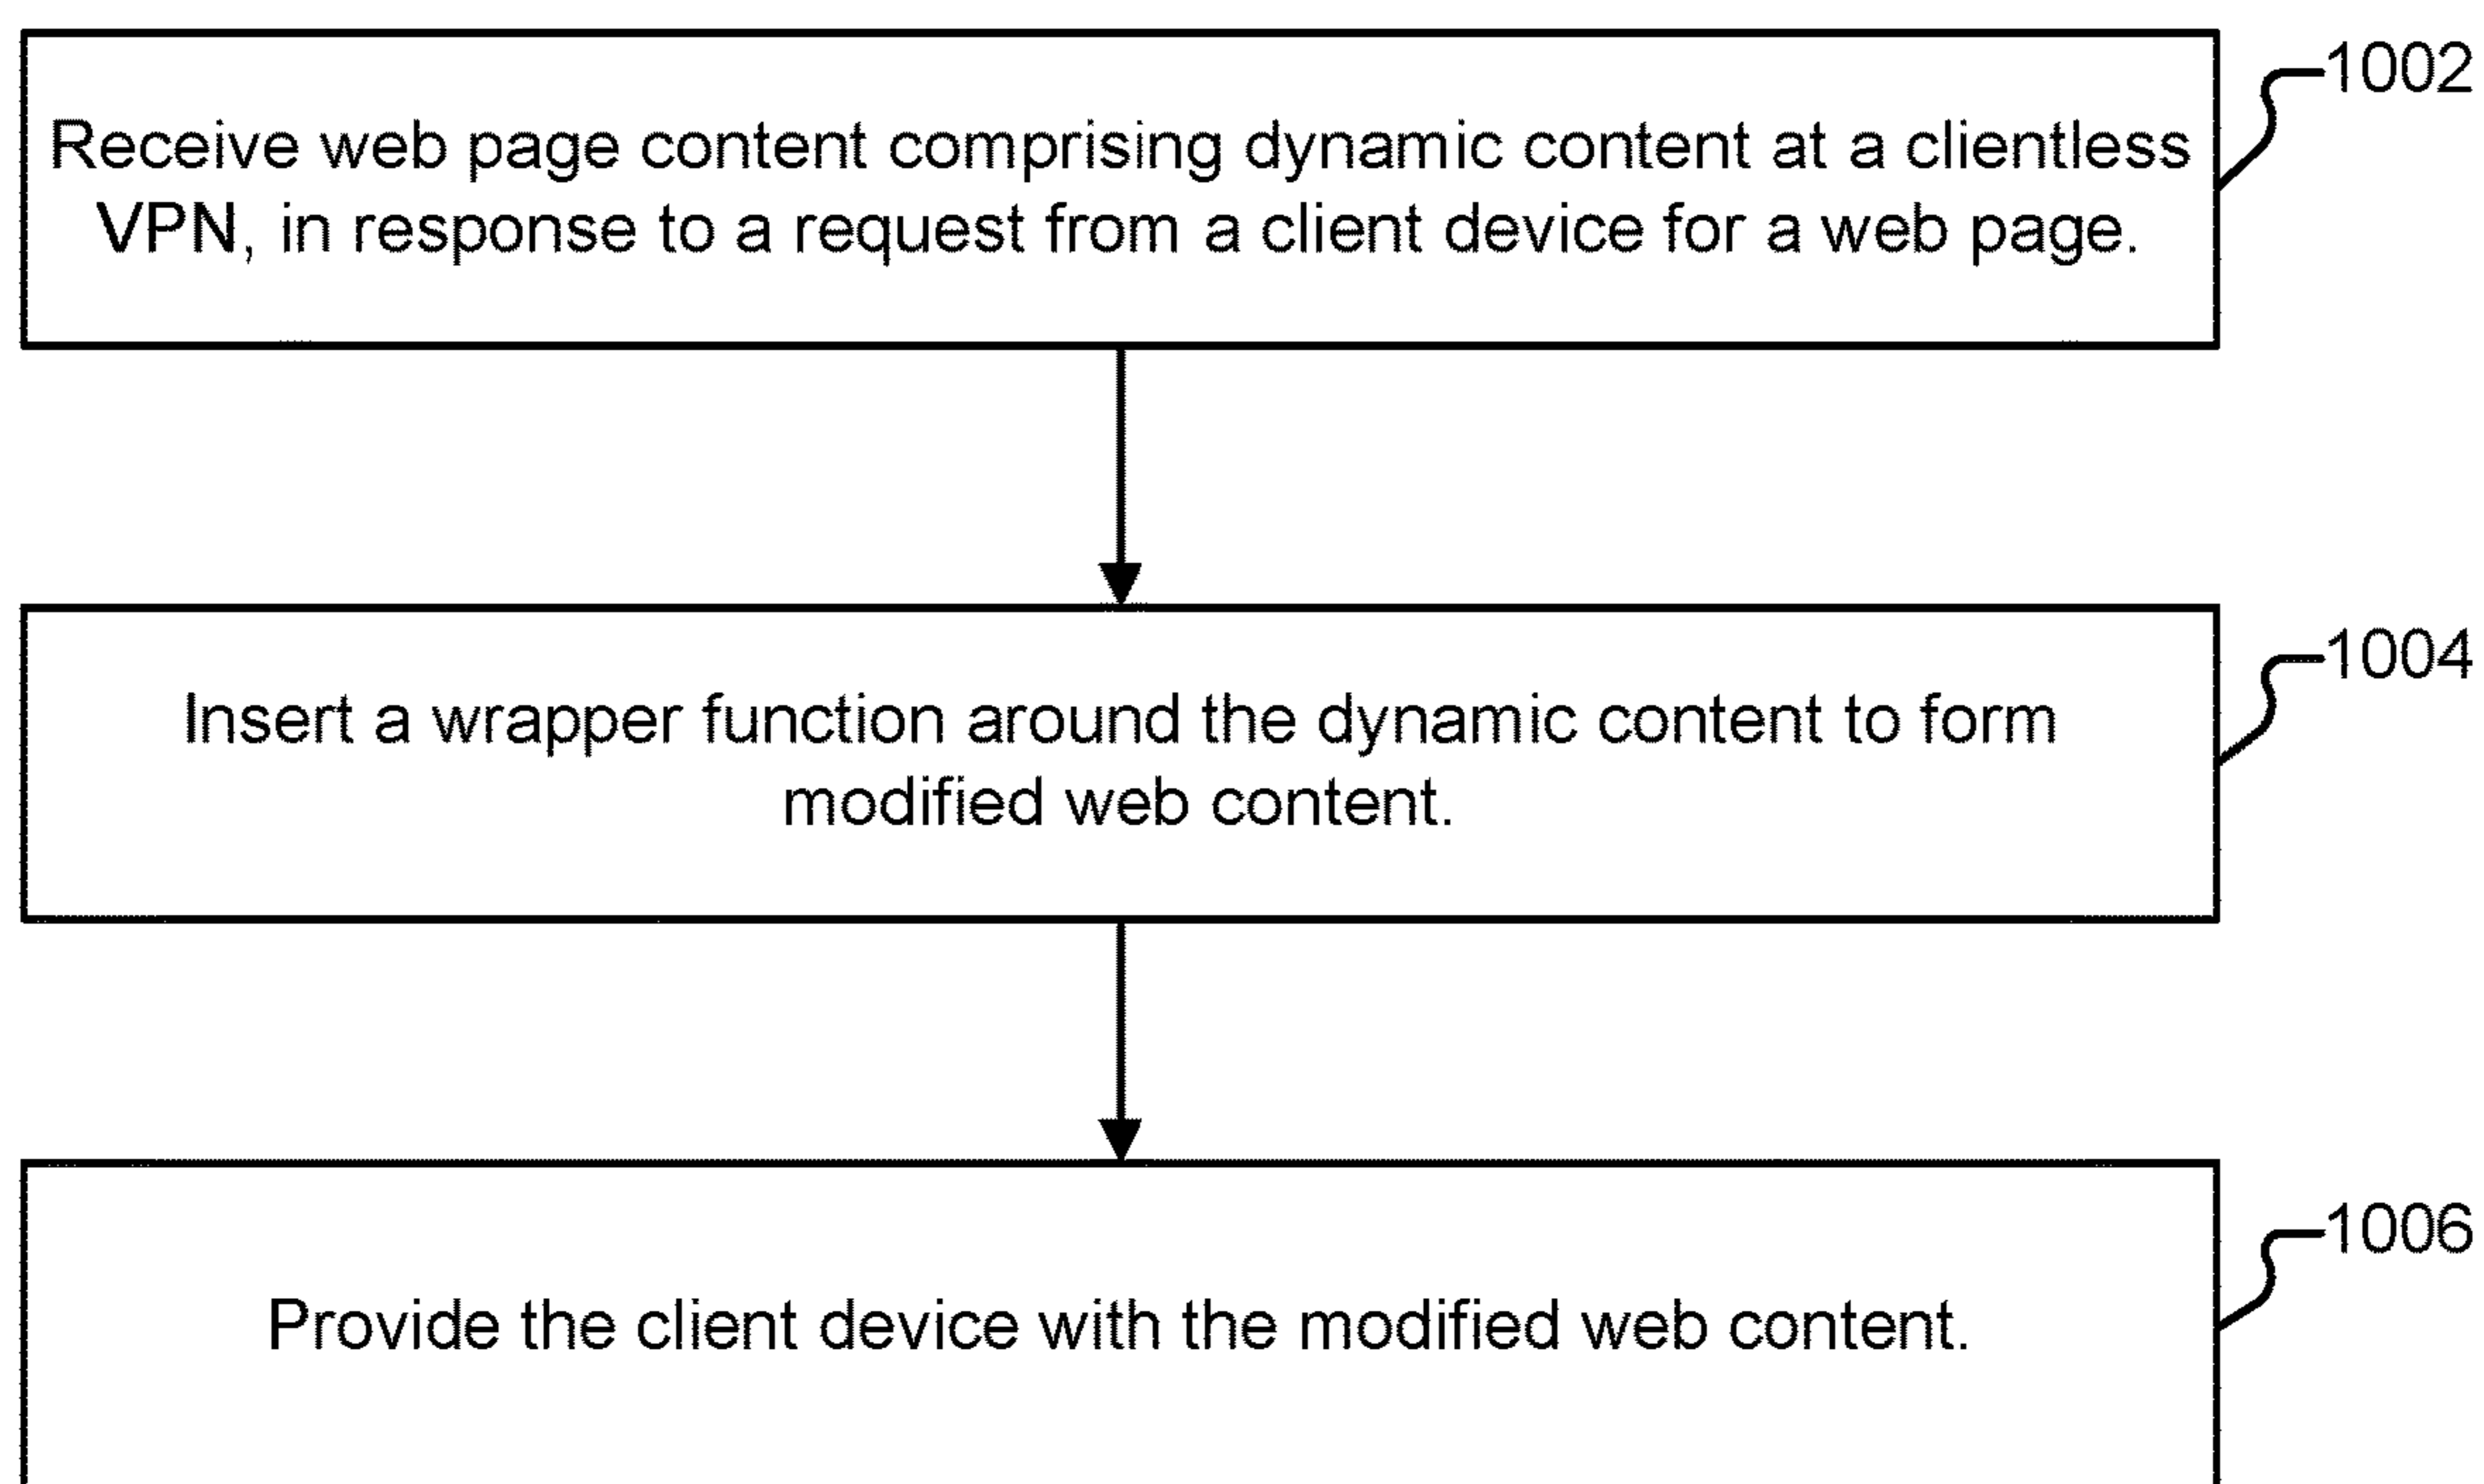 1002
Receive web page content comprising dynamic content at a clientless
VPN, in response to a request from a client device for a web page.
1004
Insert a wrapper function around the dynamic content to form
modified web content.
1006
Provide the client device with the modified web content.